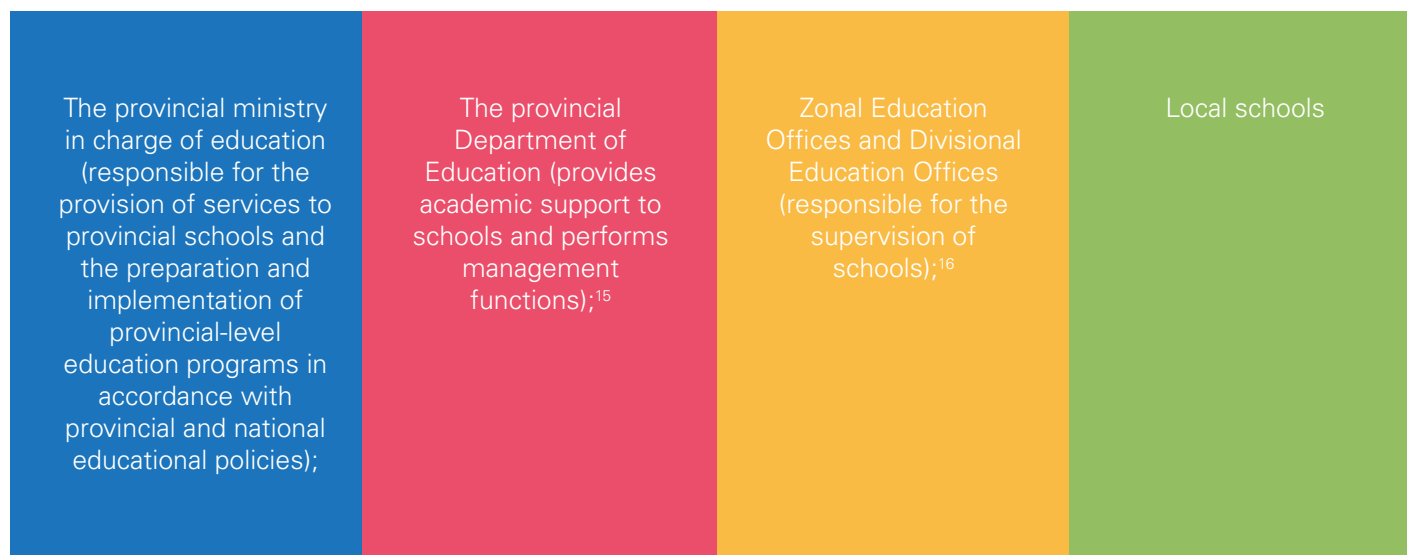 The provincial ministry
in charge of education
(responsible for the
provision of services to
provincial schools and
the preparation and
implementation of
provincial-level
education programs in
accordance with
provincial and national
educational policies);
The provincial
Department of
Education (provides
academic support to
schools and performs
management
functions);15
Zonal Education
Offices and Divisional
Education Offices
(responsible for the
supervision of
schools);16
Local schools